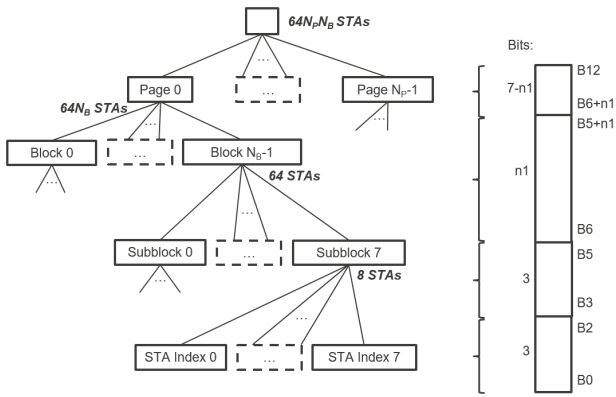 64NPNB STAs
Bits:
...
Page 0
...
Page NP-1
7-n1
B12
B6+n1
64NB STAs
...
...
B5+n1
Block 0
...
Block NB-1
n1
...
64 STAs
...
B6
Subblock 0
...
Subblock 7
B5
...
8 STAs
3
B3
...
B2
STA Index 0
...
STA Index 7
3
B0